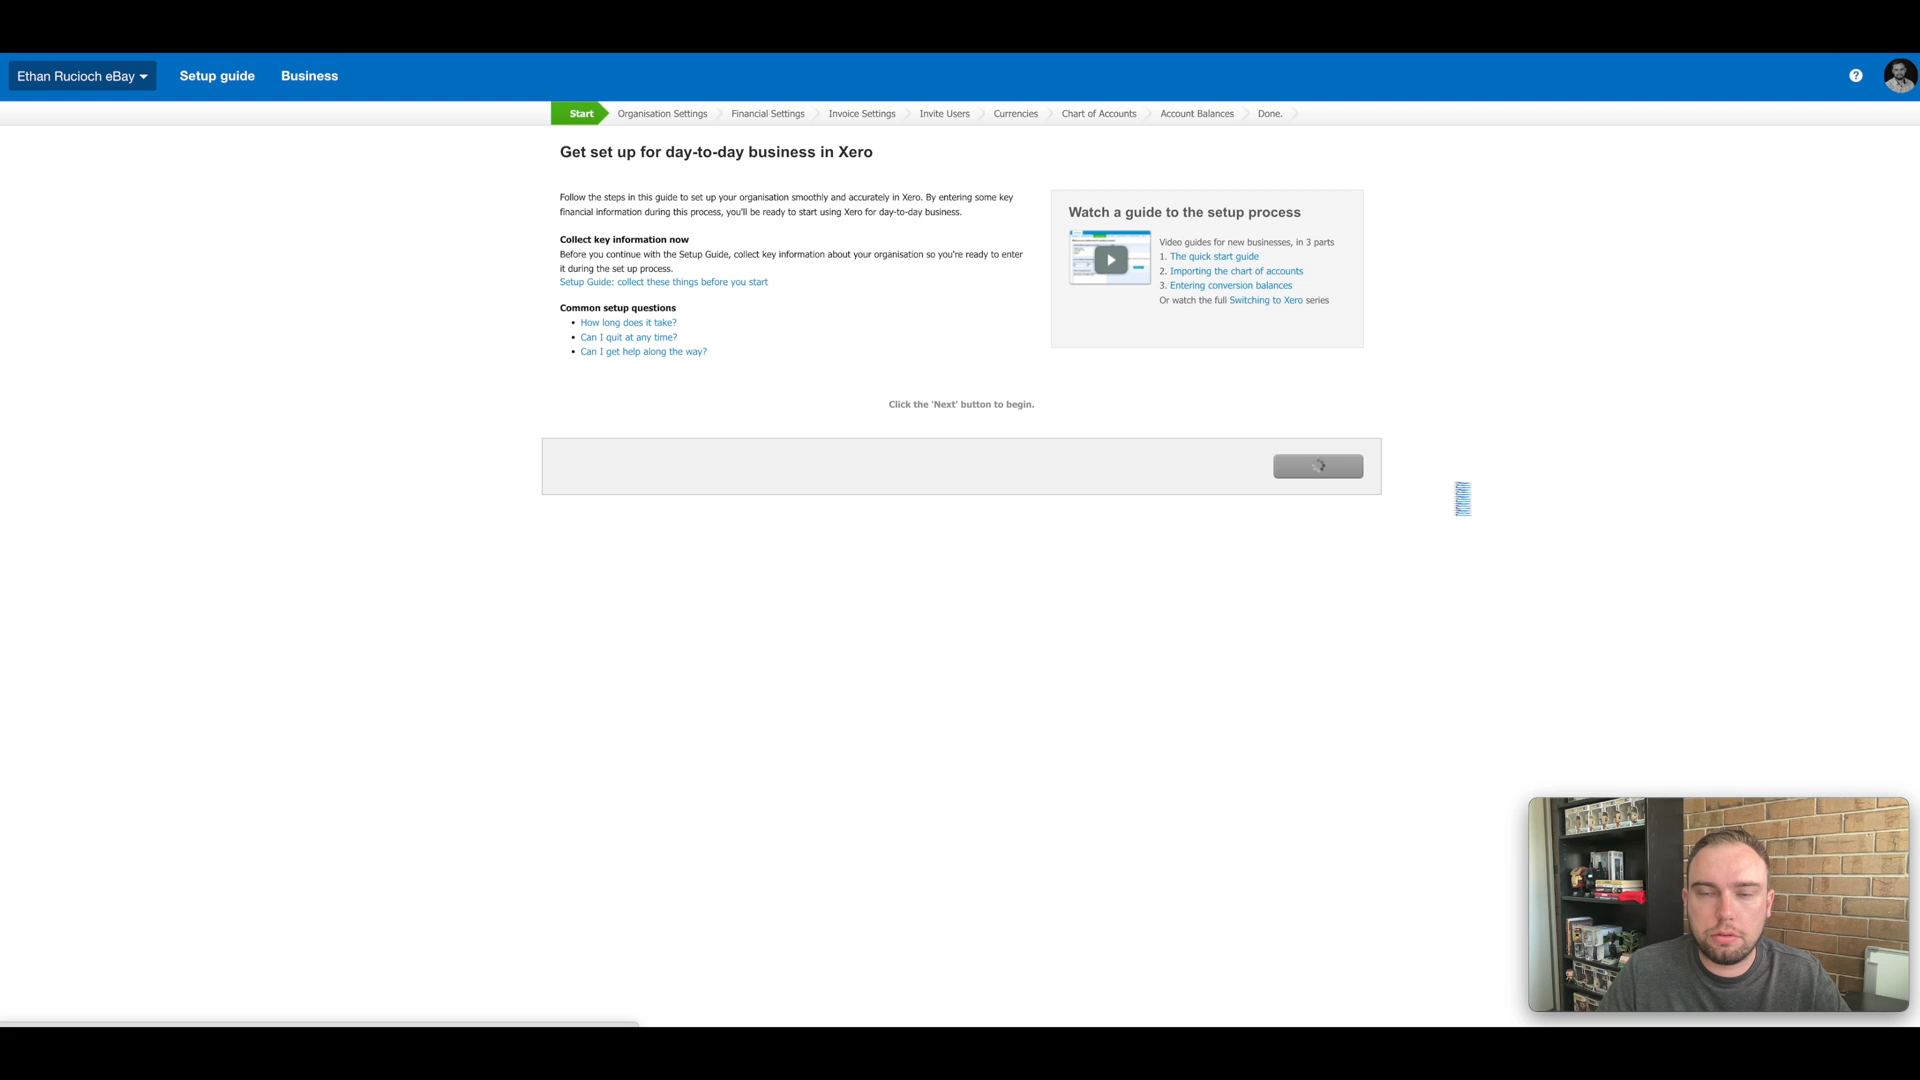 Ethan Rucioch eBay
Setup guide
Business
?
Start
Organisation Settings
Financial Settings
Invoice Settings
Invite Users
Currencies
Chart of Accounts
Account Balances
Done.
Get set up for day-to-day business in Xero
Follow the steps in this guide to set up your organisation smoothly and accurately in Xero. By entering some key
financial information during this process, you'll be ready to start using Xero for day-to-day business.
Collect key information now
Before you continue with the Setup Guide, collect key information about your organisation so you're ready to enter
it during the set up process.
Setup Guide: collect these things before you start
Common setup questions
• How long does it take?
• Can I quit at any time?
• Can I get help along the way?
Watch a guide to the setup process
Video guides for new businesses, in 3 parts
1. The quick start guide
2. Importing the chart of accounts
3. Entering conversion balances
Or watch the full Switching to Xero series
Click the 'Next' button to begin.